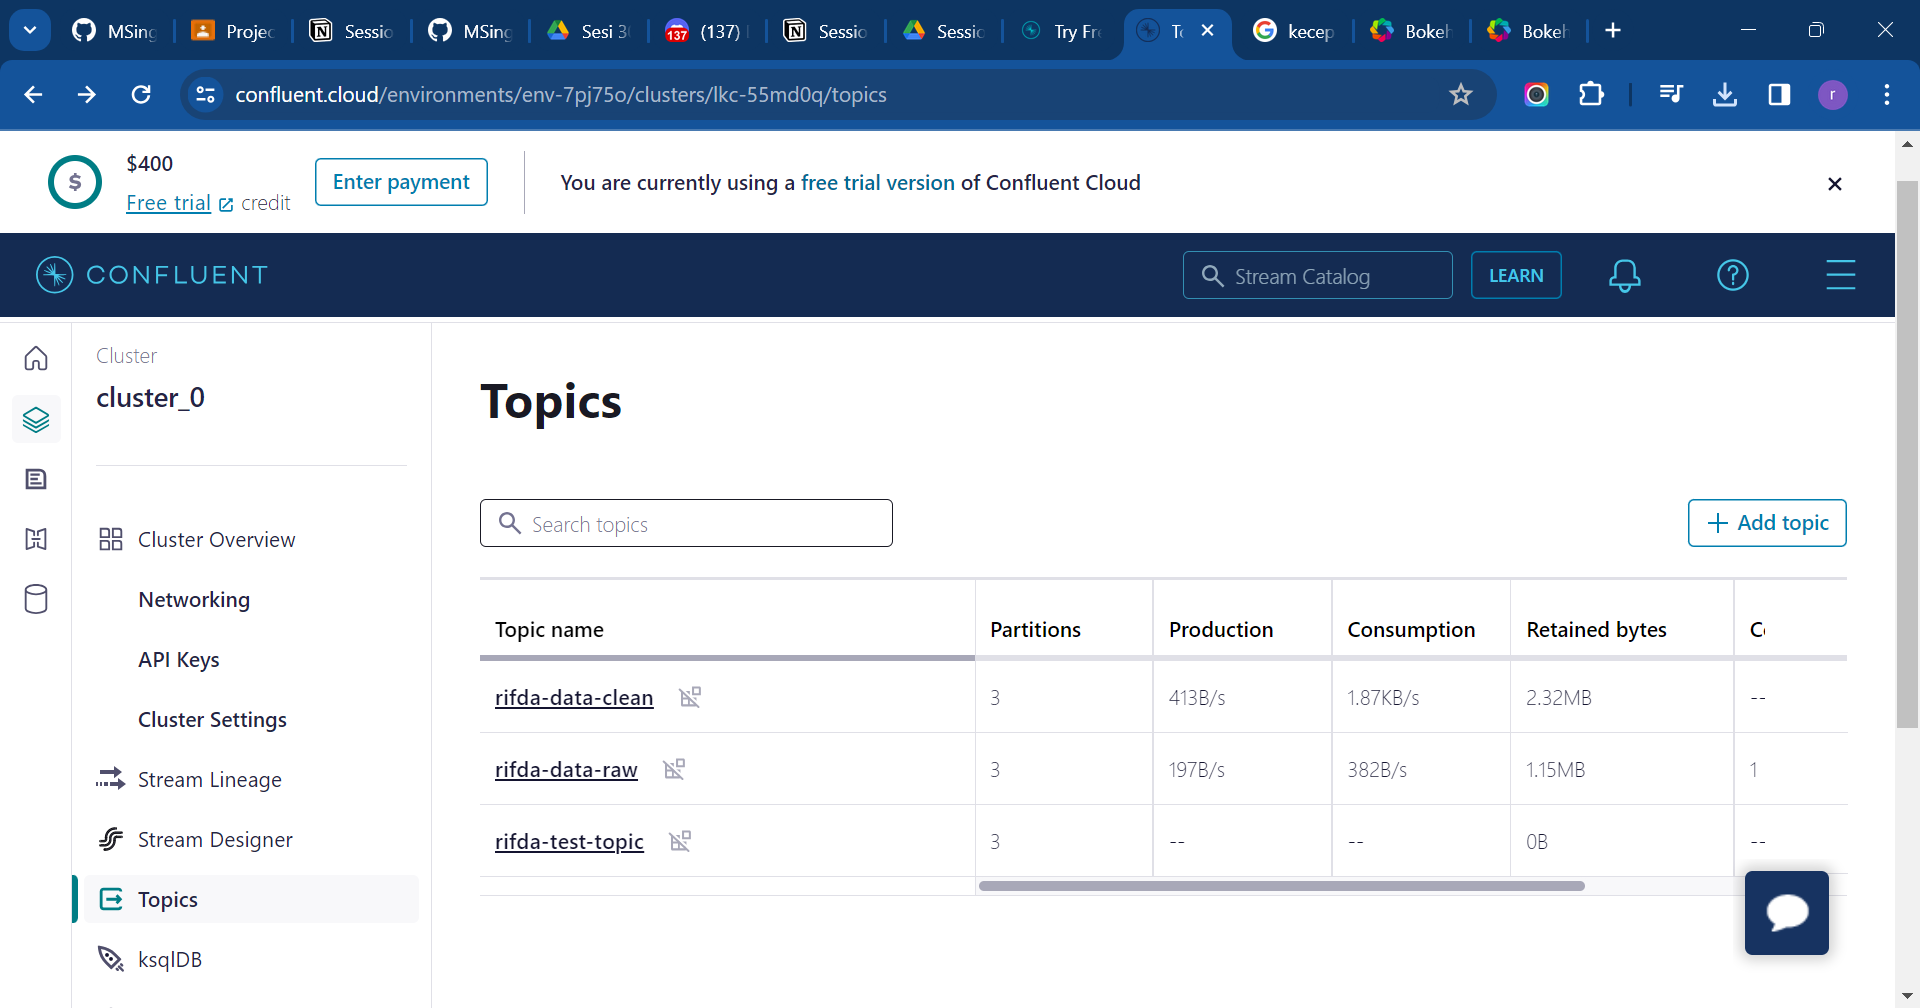 MSing
Projec
Sessio
MSing
Sesi 3
137
(137)
Sessio
Sessio
Try Fre
To
kecep
Bokeh
Bokeh
confluent.cloud/environments/env-7pj75o/clusters/lkc-55md0q/topics
r
$
$400
Free trial credit
Enter payment
You are currently using a free trial version of Confluent Cloud
CONFLUENT
Stream Catalog
LEARN
?
Cluster
cluster_0
Cluster Overview
Networking
API Keys
Cluster Settings
Stream Lineage
Stream Designer
Topics
ksqlDB
Topics
Search topics
Add topic
Topic name Partitions Production Consumption Retained bytes
rifda-data-clean 3 413B/s 1.87KB/s 2.32MB --
rifda-data-raw 3 197B/s 382B/s 1.15MB 1
rifda-test-topic 3 -- -- 0B --